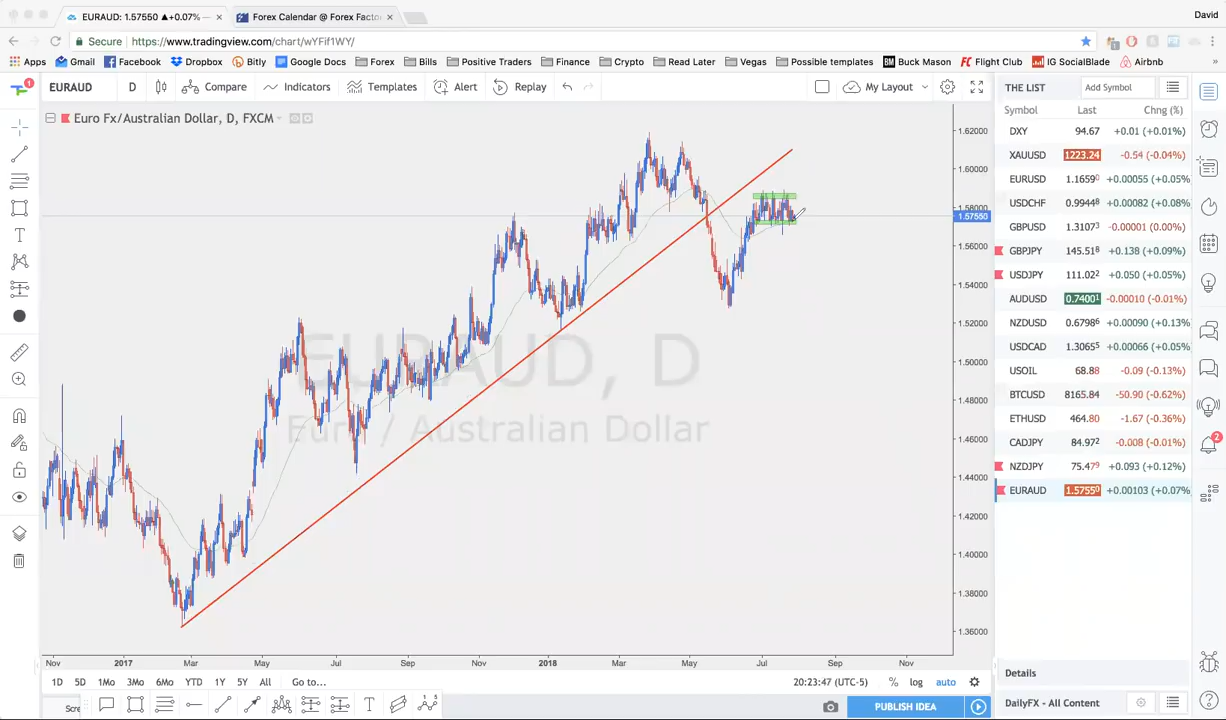 EURAUD: 1.57550 ▲+0.07%
Forex Calendar @ Forex Facto
David
Secure https://www.tradingview.com/chart/wYFif1WY/
Apps Gmail Facebook Dropbox Bitly Google Docs Forex Bills Positive Traders Finance Crypto Read Later Vegas Possible templates BM Buck Mason FC Flight Club IG SocialBlade Airbnb »
1 EURAUD D Compare Indicators Templates Alert Replay My Layout
THE LIST Add Symbol
Euro Fx/Australian Dollar, D, FXCM
Symbol Last Chng (%)
DXY 94.67 +0.01 (+0.01%)
XAUUSD 1223.24 -0.54 (-0.04%)
EURUSD 1.1659⁰ +0.00055 (+0.05%
USDCHF 0.9944⁸ +0.00082 (+0.08%
GBPUSD 1.3107³ -0.00001 (0.00%)
GBPJPY 145.51⁸ +0.138 (+0.09%)
USDJPY 111.02² +0.050 (+0.05%)
AUDUSD 0.7400¹ -0.00010 (-0.01%)
NZDUSD 0.6798⁶ +0.00090 (+0.13%
USDCAD 1.3065⁵ +0.00066 (+0.05%
USOIL 68.88 -0.09 (-0.13%)
BTCUSD 8165.84 -50.90 (-0.62%)
ETHUSD 464.80 -1.67 (-0.36%)
CADJPY 84.97² -0.008 (-0.01%)
NZDJPY 75.47⁹ +0.093 (+0.12%)
EURAUD 1.5755⁰ +0.00103 (+0.07%
2
1.62000
1.60000
1.58000
1.57550
1.56000
1.54000
1.52000
1.50000
1.48000
1.46000
1.44000
1.42000
1.40000
1.38000
1.36000
EURAUD, D
Euro / Australian Dollar
Nov 2017 Mar May Jul Sep Nov 2018 Mar May Jul Sep Nov
1D 5D 1Mo 3Mo 6Mo YTD 1Y 5Y All Go to...
20:23:47 (UTC-5) % log auto
Details
Scre
PUBLISH IDEA
DailyFX - All Content